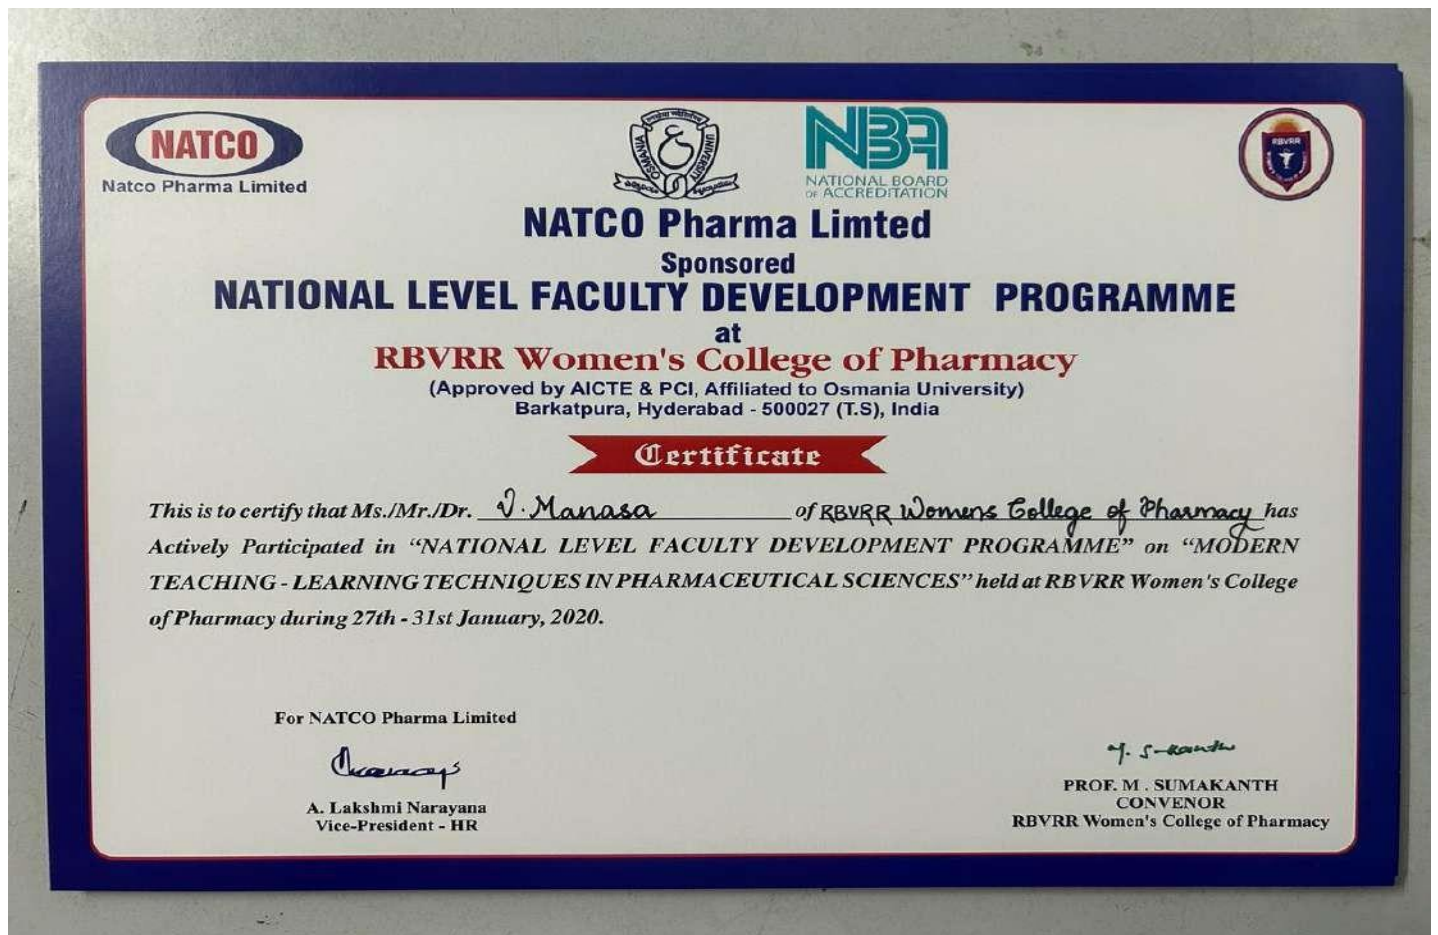 NATCO
Natco Pharma Limited
OSMANIA UNIVERSITY
NBA
NATIONAL BOARD
OF ACCREDITATION
RBVRR
NATCO Pharma Limted
Sponsored
NATIONAL LEVEL FACULTY DEVELOPMENT PROGRAMME
at
RBVRR Women's College of Pharmacy
(Approved by AICTE & PCI, Affiliated to Osmania University)
Barkatpura, Hyderabad - 500027 (T.S), India
Certificate
This is to certify that Ms./Mr./Dr. V. Manasa of RBVRR Womens College of Pharmacy has
Actively Participated in “NATIONAL LEVEL FACULTY DEVELOPMENT PROGRAMME” on “MODERN
TEACHING - LEARNING TECHNIQUES IN PHARMACEUTICAL SCIENCES” held at RBVRR Women's College
of Pharmacy during 27th - 31st January, 2020.
For NATCO Pharma Limited
A. Lakshmi Narayana
Vice-President - HR
PROF. M . SUMAKANTH
CONVENOR
RBVRR Women's College of Pharmacy